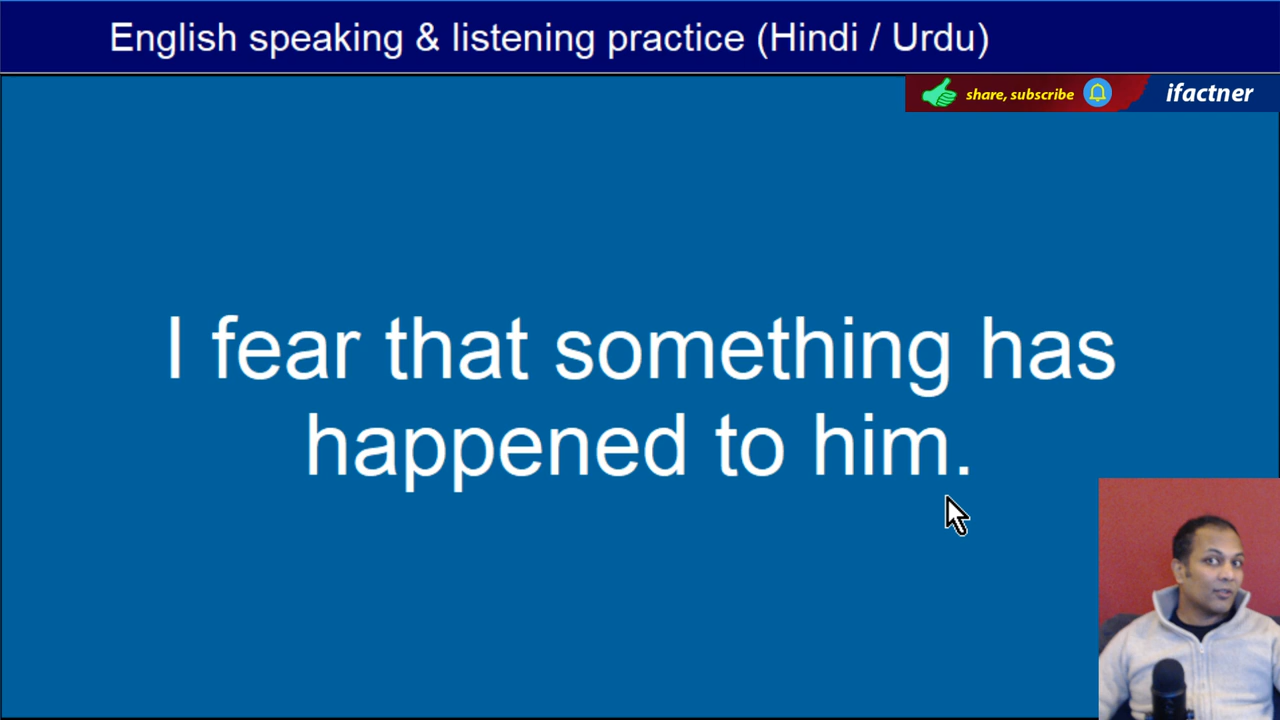 English speaking & listening practice (Hindi / Urdu)
share, subscribe
ifactner
I fear that something has
happened to him.